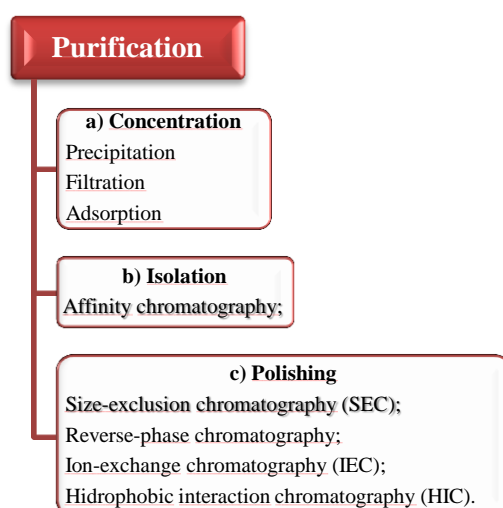 Purification
a) Concentration
Precipitation
Filtration
Adsorption
b) Isolation
Affinity chromatography;
c) Polishing
Size-exclusion chromatography (SEC);
Reverse-phase chromatography;
Ion-exchange chromatography (IEC);
Hidrophobic interaction chromatography (HIC).